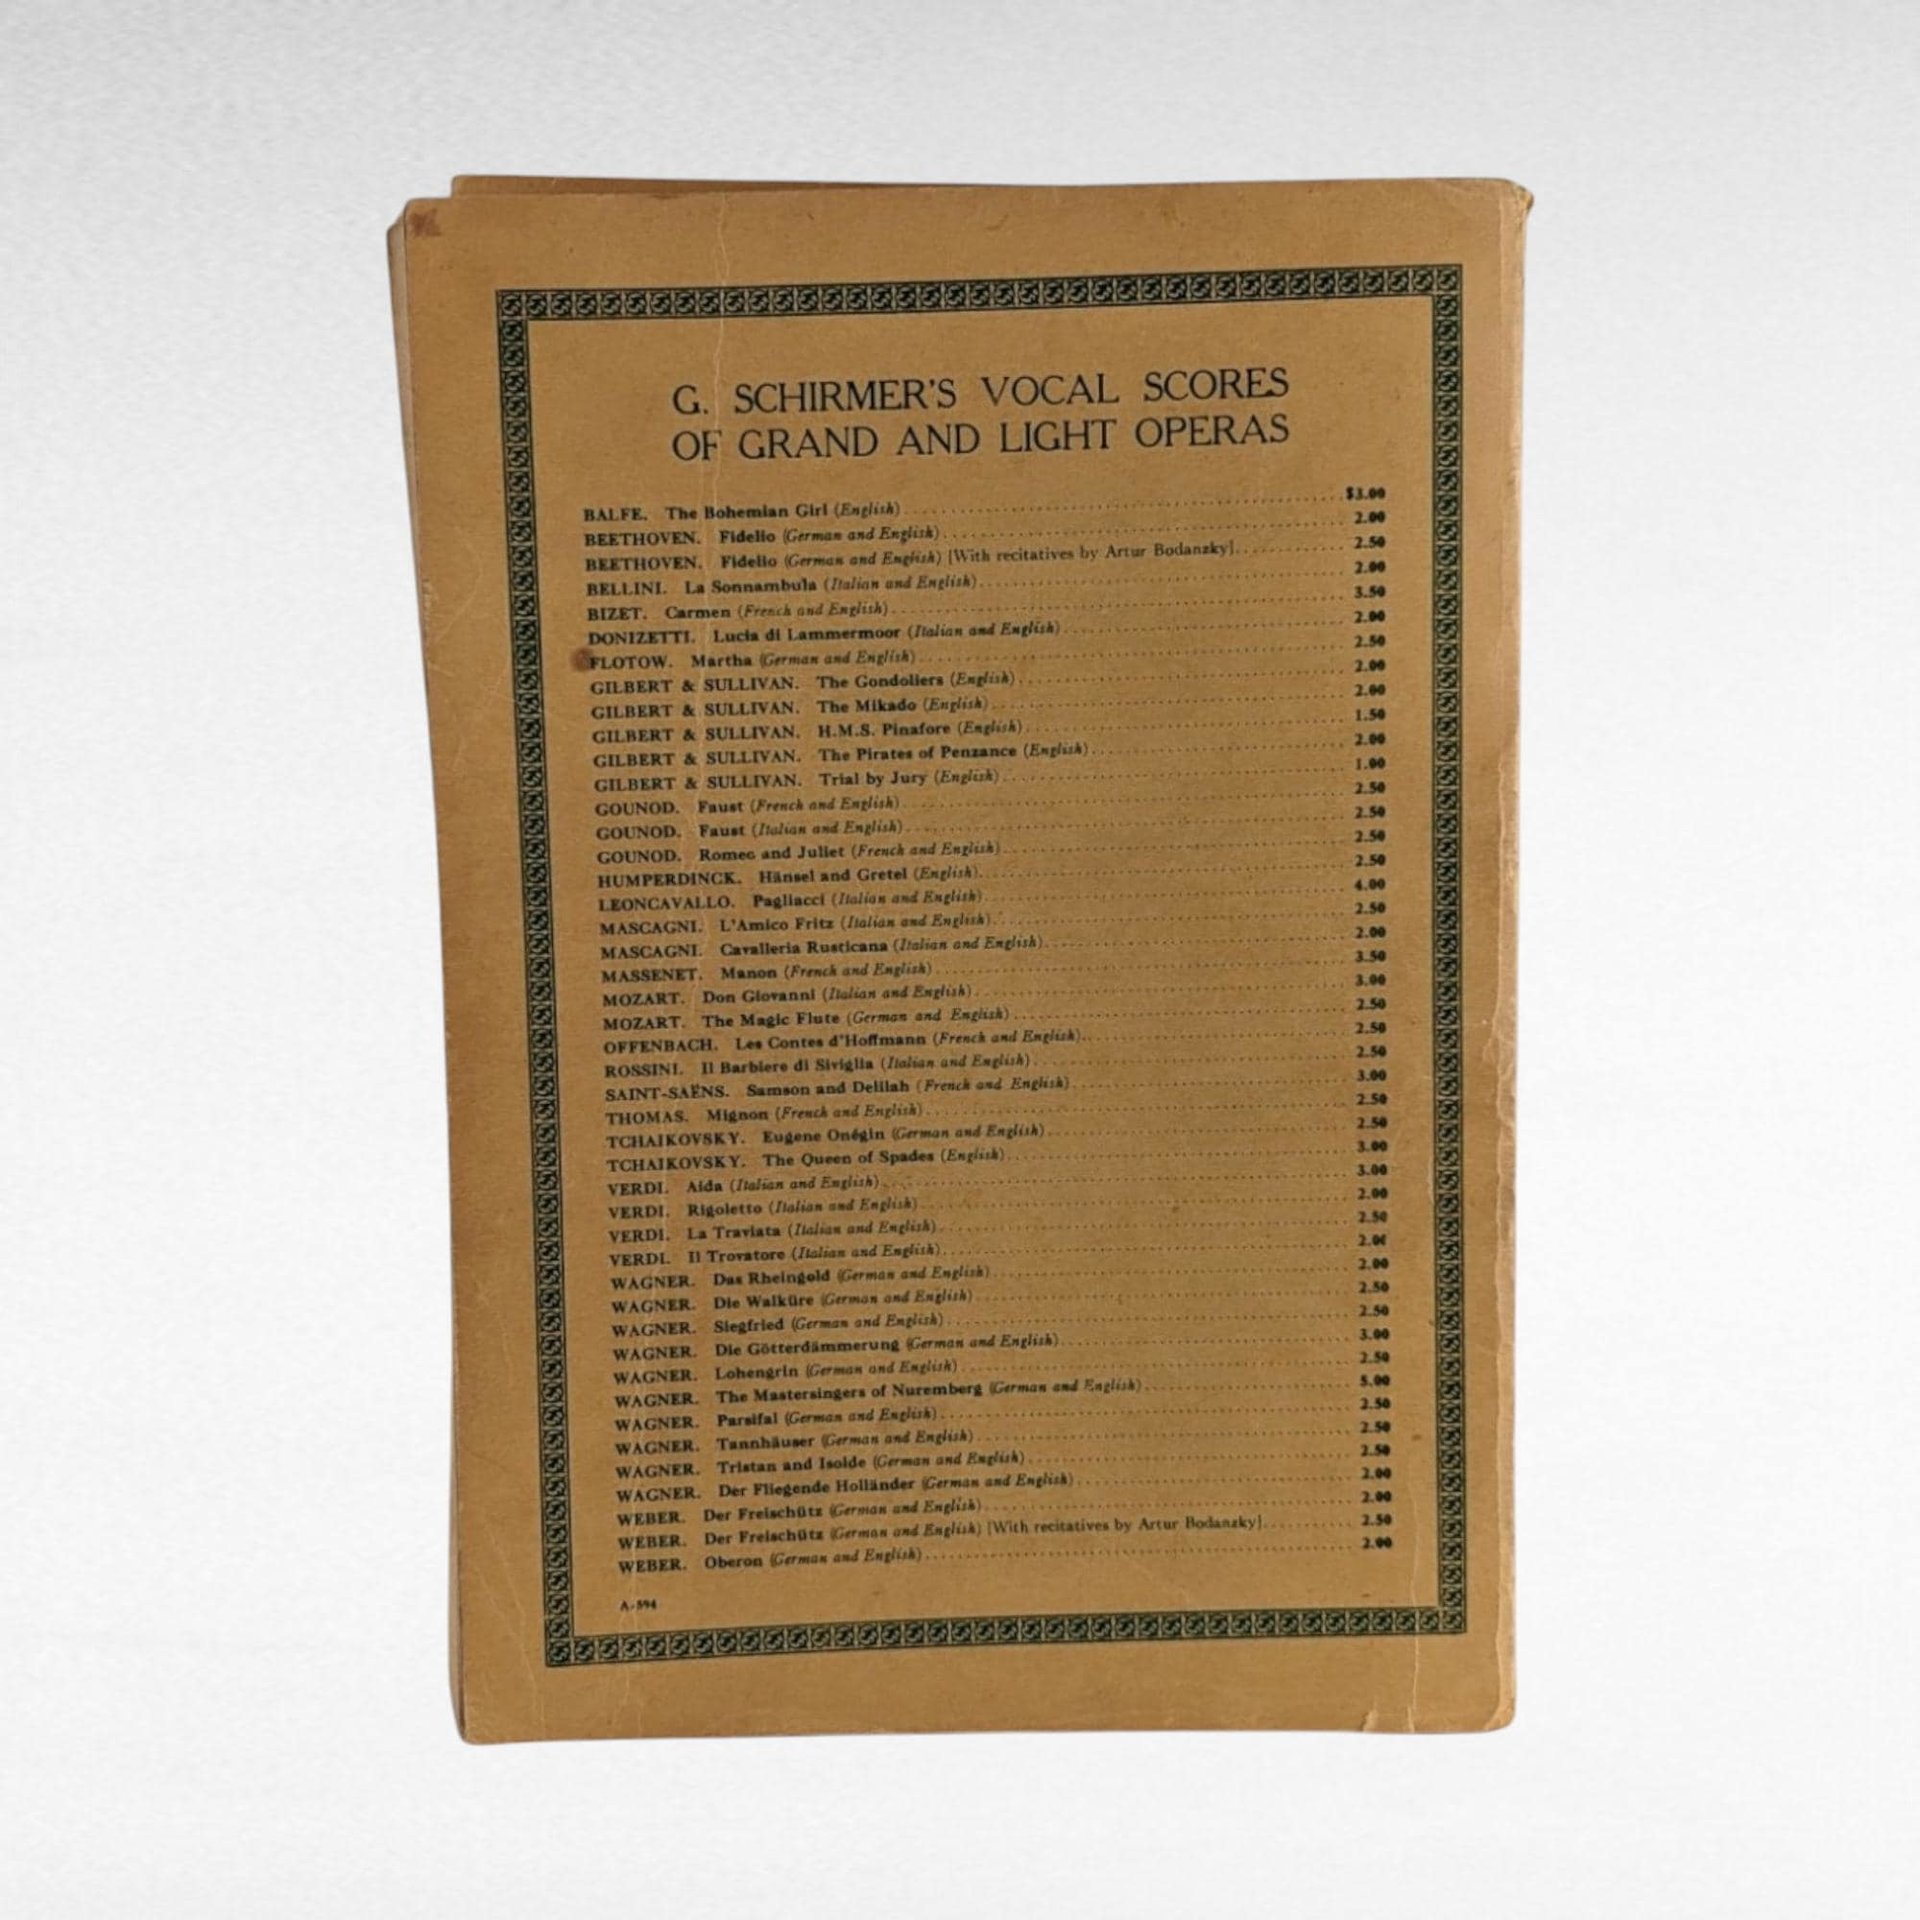 G. SCHIRMER'S VOCAL SCORES
OF GRAND AND LIGHT OPERAS
BALFE. The Bohemian Girl (English) $3.00
BEETHOVEN. Fidelio (German and English) 2.00
BEETHOVEN. Fidelio (German and English) [With recitatives by Artur Bodanzky] 2.50
BELLINI. La Sonnambula (Italian and English) 2.00
BIZET. Carmen (French and English) 3.50
DONIZETTI. Lucia di Lammermoor (Italian and English) 2.00
FLOTOW. Martha (German and English) 2.50
GILBERT & SULLIVAN. The Gondoliers (English) 2.00
GILBERT & SULLIVAN. The Mikado (English) 2.00
GILBERT & SULLIVAN. H.M.S. Pinafore (English) 1.50
GILBERT & SULLIVAN. The Pirates of Penzance (English) 2.00
GILBERT & SULLIVAN. Trial by Jury (English) 1.00
GOUNOD. Faust (French and English) 2.50
GOUNOD. Faust (Italian and English) 2.50
GOUNOD. Romeo and Juliet (French and English) 2.50
HUMPERDINCK. Hänsel and Gretel (English) 2.50
LEONCAVALLO. Pagliacci (Italian and English) 4.00
MASCAGNI. L'Amico Fritz (Italian and English) 2.50
MASCAGNI. Cavalleria Rusticana (Italian and English) 2.00
MASSENET. Manon (French and English) 3.50
MOZART. Don Giovanni (Italian and English) 3.00
MOZART. The Magic Flute (German and English) 2.50
OFFENBACH. Les Contes d'Hoffmann (French and English) 2.50
ROSSINI. Il Barbiere di Siviglia (Italian and English) 2.50
SAINT-SAËNS. Samson and Delilah (French and English) 3.00
THOMAS. Mignon (French and English) 2.50
TCHAIKOVSKY. Eugene Onégin (German and English) 2.50
TCHAIKOVSKY. The Queen of Spades (English) 3.00
VERDI. Aida (Italian and English) 3.00
VERDI. Rigoletto (Italian and English) 2.00
VERDI. La Traviata (Italian and English) 2.50
VERDI. Il Trovatore (Italian and English) 2.00
WAGNER. Das Rheingold (German and English) 2.00
WAGNER. Die Walküre (German and English) 2.50
WAGNER. Siegfried (German and English) 2.50
WAGNER. Die Götterdämmerung (German and English) 3.00
WAGNER. Lohengrin (German and English) 2.50
WAGNER. The Mastersingers of Nuremberg (German and English) 5.00
WAGNER. Parsifal (German and English) 2.50
WAGNER. Tannhäuser (German and English) 2.50
WAGNER. Tristan and Isolde (German and English) 2.50
WAGNER. Der Fliegende Holländer (German and English) 2.00
WEBER. Der Freischütz (German and English) 2.00
WEBER. Der Freischütz (German and English) [With recitatives by Artur Bodanzky] 2.50
WEBER. Oberon (German and English) 2.00
A-594